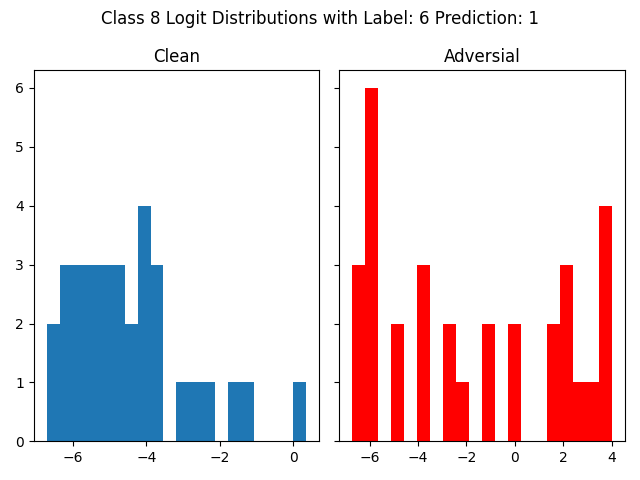 Class 8 Logit Distributions with Label: 6 Prediction: 1
Clean
Adversial
6
5
4
3
2
1
0
−6 −4 −2 0
−6 −4 −2 0 2 4